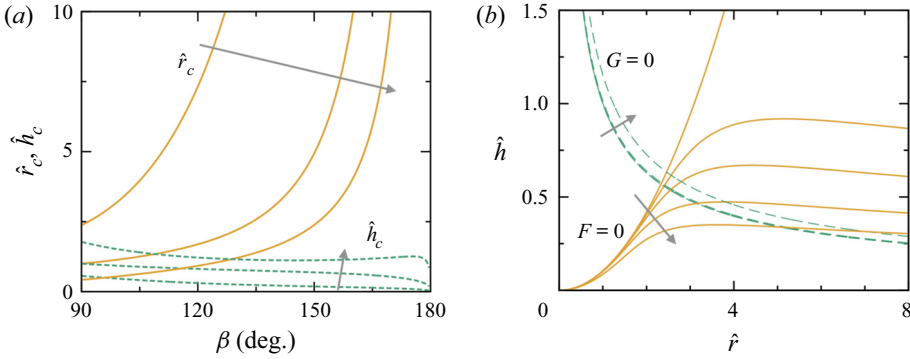 (a)
10
5
0
r̂c, ĥc
r̂c
ĥc
90
120
150
180
β (deg.)
(b)
1.5
1.0
0.5
0
ĥ
G = 0
F = 0
4
8
r̂